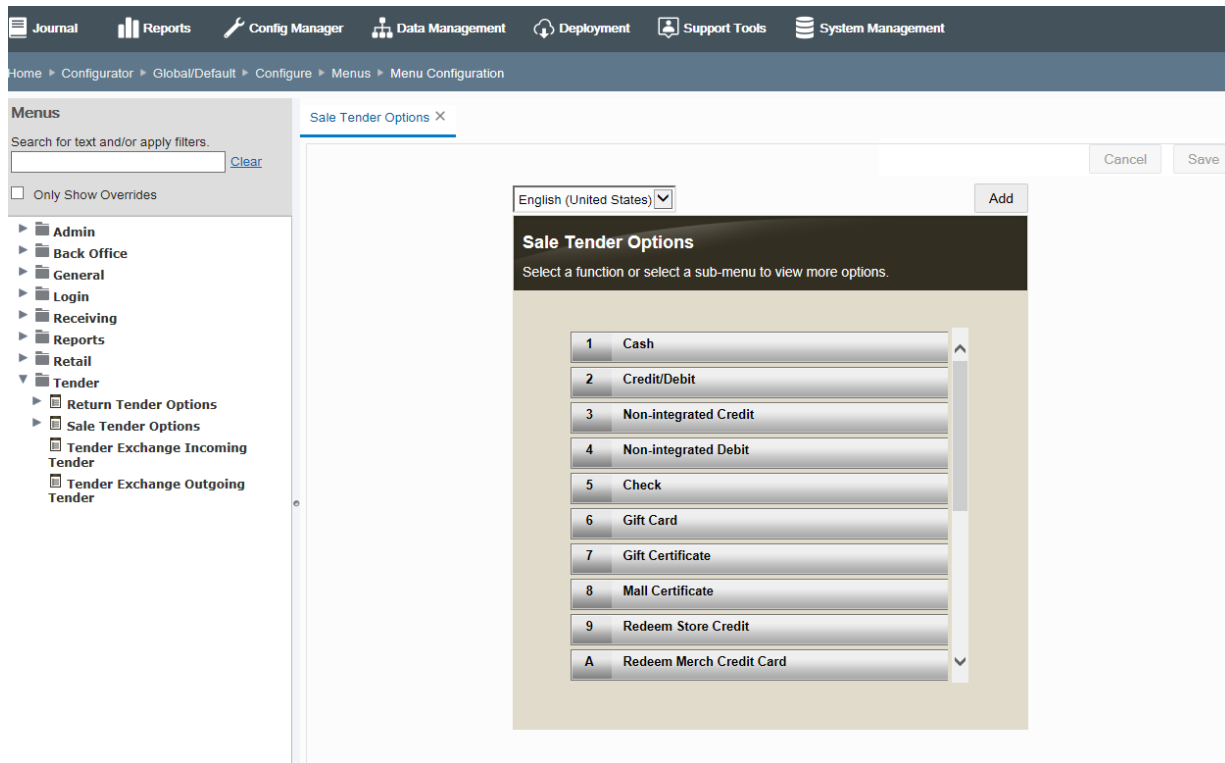 Journal Reports Config Manager Data Management Deployment Support Tools System Management
Home ▸ Configurator ▸ Global/Default ▸ Configure ▸ Menus ▸ Menu Configuration
Menus
Search for text and/or apply filters.
Clear
Only Show Overrides
Admin
Back Office
General
Login
Receiving
Reports
Retail
Tender
Return Tender Options
Sale Tender Options
Tender Exchange Incoming
Tender
Tender Exchange Outgoing
Tender
Sale Tender Options ×
Cancel Save
English (United States) Add
Sale Tender Options
Select a function or select a sub-menu to view more options.
1 Cash
2 Credit/Debit
3 Non-integrated Credit
4 Non-integrated Debit
5 Check
6 Gift Card
7 Gift Certificate
8 Mall Certificate
9 Redeem Store Credit
A Redeem Merch Credit Card